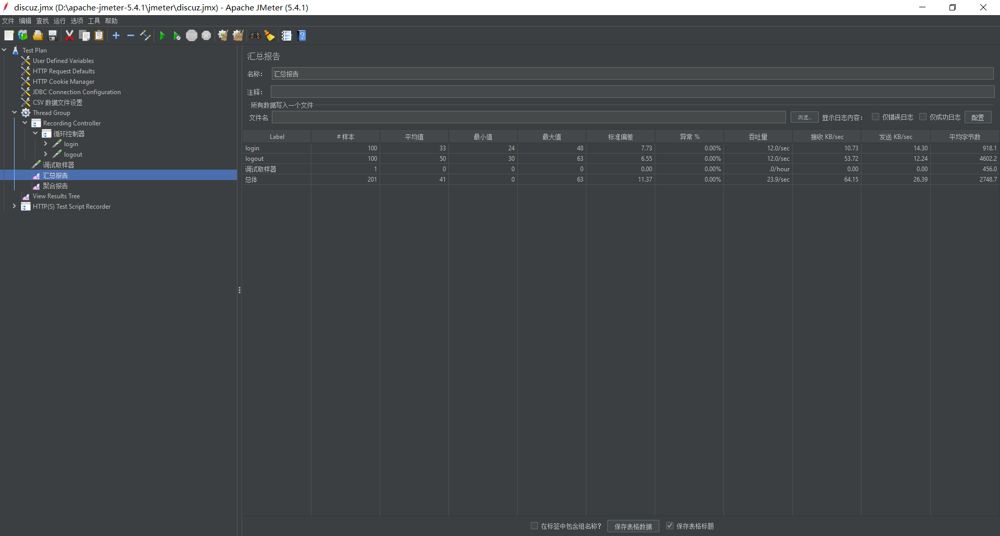 discuz.jmx (D:\apache-jmeter-5.4.1\jmeter\discuz.jmx) - Apache JMeter (5.4.1)
文件 编辑 查找 运行 选项 工具 帮助
STOP
Test Plan
User Defined Variables
HTTP Request Defaults
HTTP Cookie Manager
JDBC Connection Configuration
CSV 数据文件设置
Thread Group
Recording Controller
循环控制器
login
logout
调试取样器
汇总报告
聚合报告
View Results Tree
HTTP(S) Test Script Recorder
汇总报告
名称： 汇总报告
注释：
所有数据写入一个文件
文件名 浏览... 显示日志内容： 仅错误日志 仅成功日志 配置
Label # 样本 平均值 最小值 最大值 标准偏差 异常 % 吞吐量 接收 KB/sec 发送 KB/sec 平均字节数
login 100 33 24 48 7.73 0.00% 12.0/sec 10.73 14.30 918.1
logout 100 50 30 63 6.55 0.00% 12.0/sec 53.72 12.24 4602.2
调试取样器 1 0 0 0 0.00 0.00% .0/hour 0.00 0.00 456.0
总体 201 41 0 63 11.37 0.00% 23.9/sec 64.15 26.39 2748.7
在标签中包含组名称？ 保存表格数据 保存表格标题